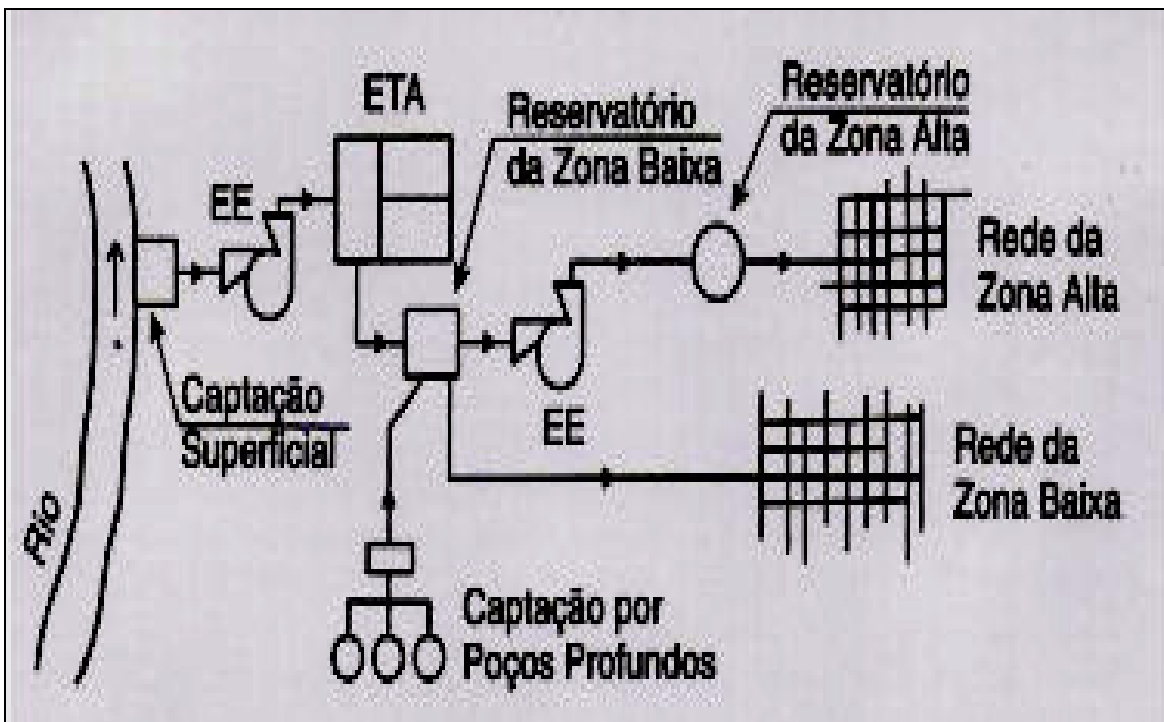 ETA
Reservatório
da Zona Baixa
Reservatório
da Zona Alta
EE
Rede da
Zona Alta
Captação
Superficial
EE
Rede da
Zona Baixa
Rio
Captação por
Poços Profundos